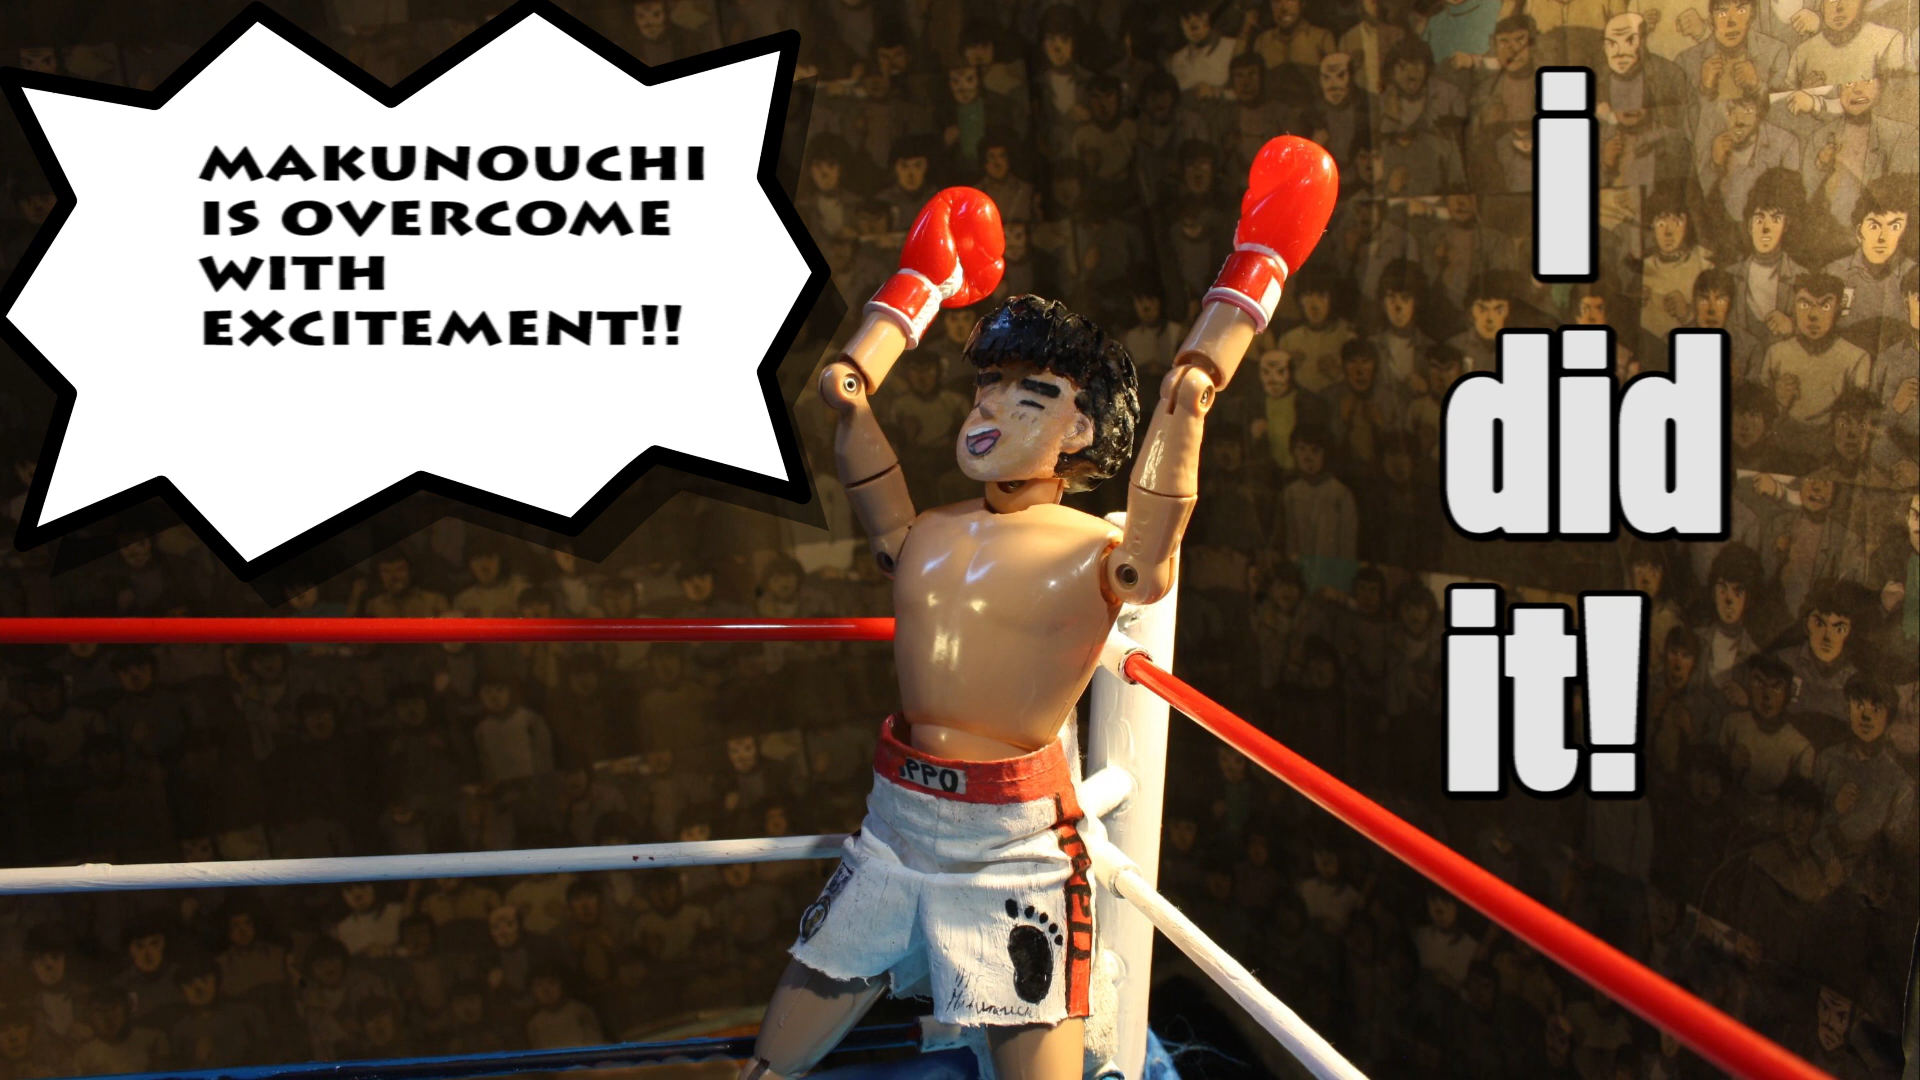 MAKUNOUCHI
IS OVERCOME
WITH
EXCITEMENT!!
i
did
it!
PPO